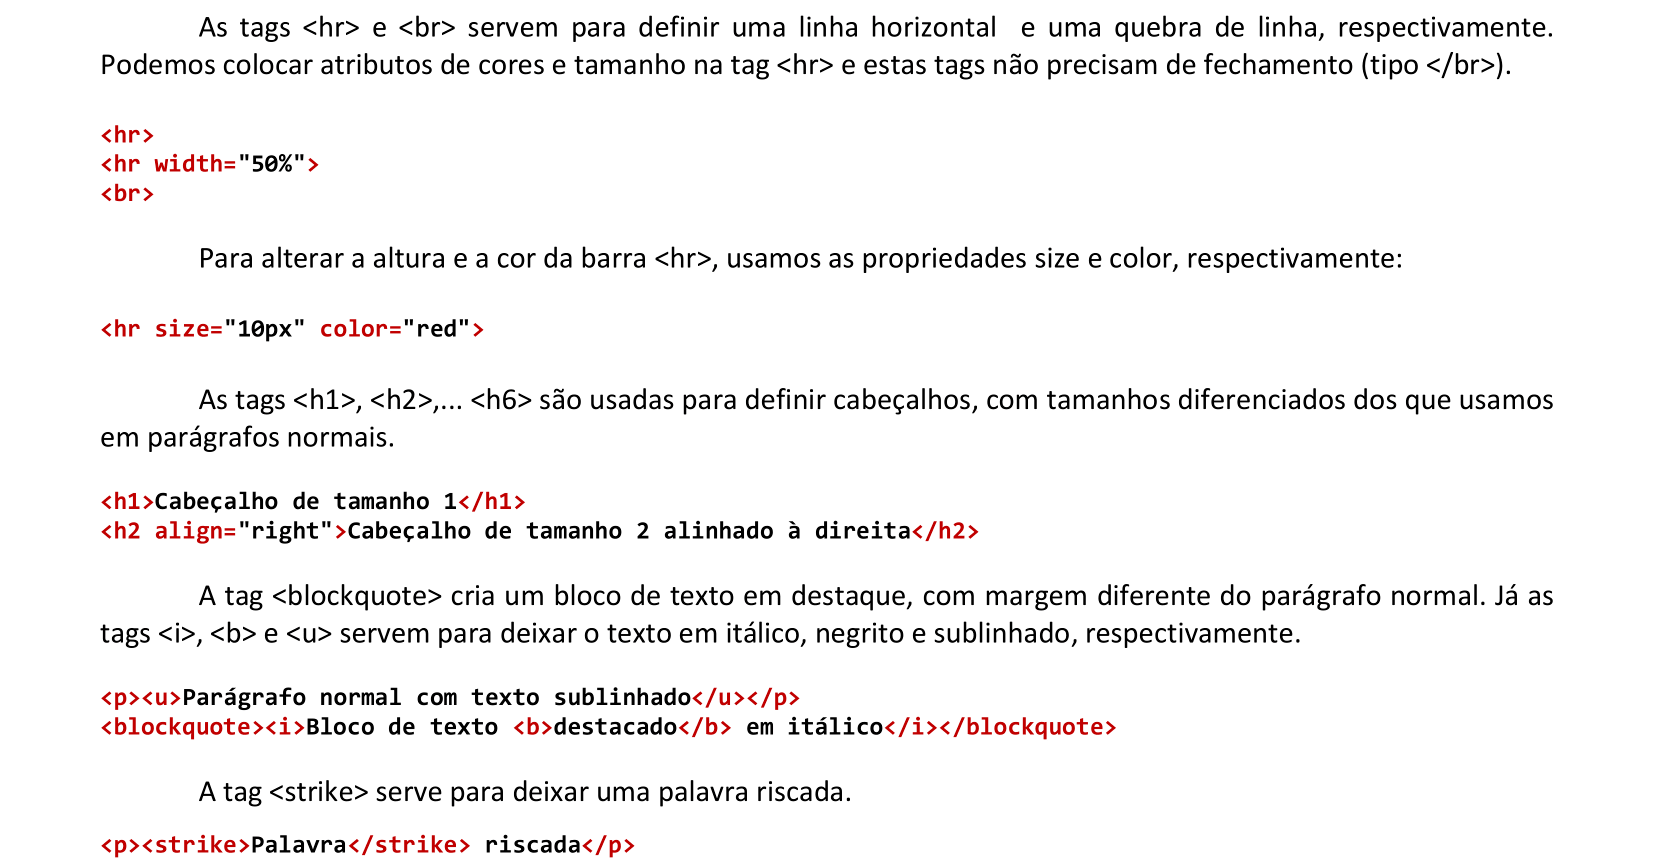 As tags <hr> e <br> servem para definir uma linha horizontal e uma quebra de linha, respectivamente.
Podemos colocar atributos de cores e tamanho na tag <hr> e estas tags não precisam de fechamento (tipo </br>).
<hr>
<hr width="50%">
<br>
Para alterar a altura e a cor da barra <hr>, usamos as propriedades size e color, respectivamente:
<hr size="10px" color="red">
As tags <h1>, <h2>,... <h6> são usadas para definir cabeçalhos, com tamanhos diferenciados dos que usamos
em parágrafos normais.
<h1>Cabeçalho de tamanho 1</h1>
<h2 align="right">Cabeçalho de tamanho 2 alinhado à direita</h2>
A tag <blockquote> cria um bloco de texto em destaque, com margem diferente do parágrafo normal. Já as
tags <i>, <b> e <u> servem para deixar o texto em itálico, negrito e sublinhado, respectivamente.
<p><u>Parágrafo normal com texto sublinhado</u></p>
<blockquote><i>Bloco de texto <b>destacado</b> em itálico</i></blockquote>
A tag <strike> serve para deixar uma palavra riscada.
<p><strike>Palavra</strike> riscada</p>